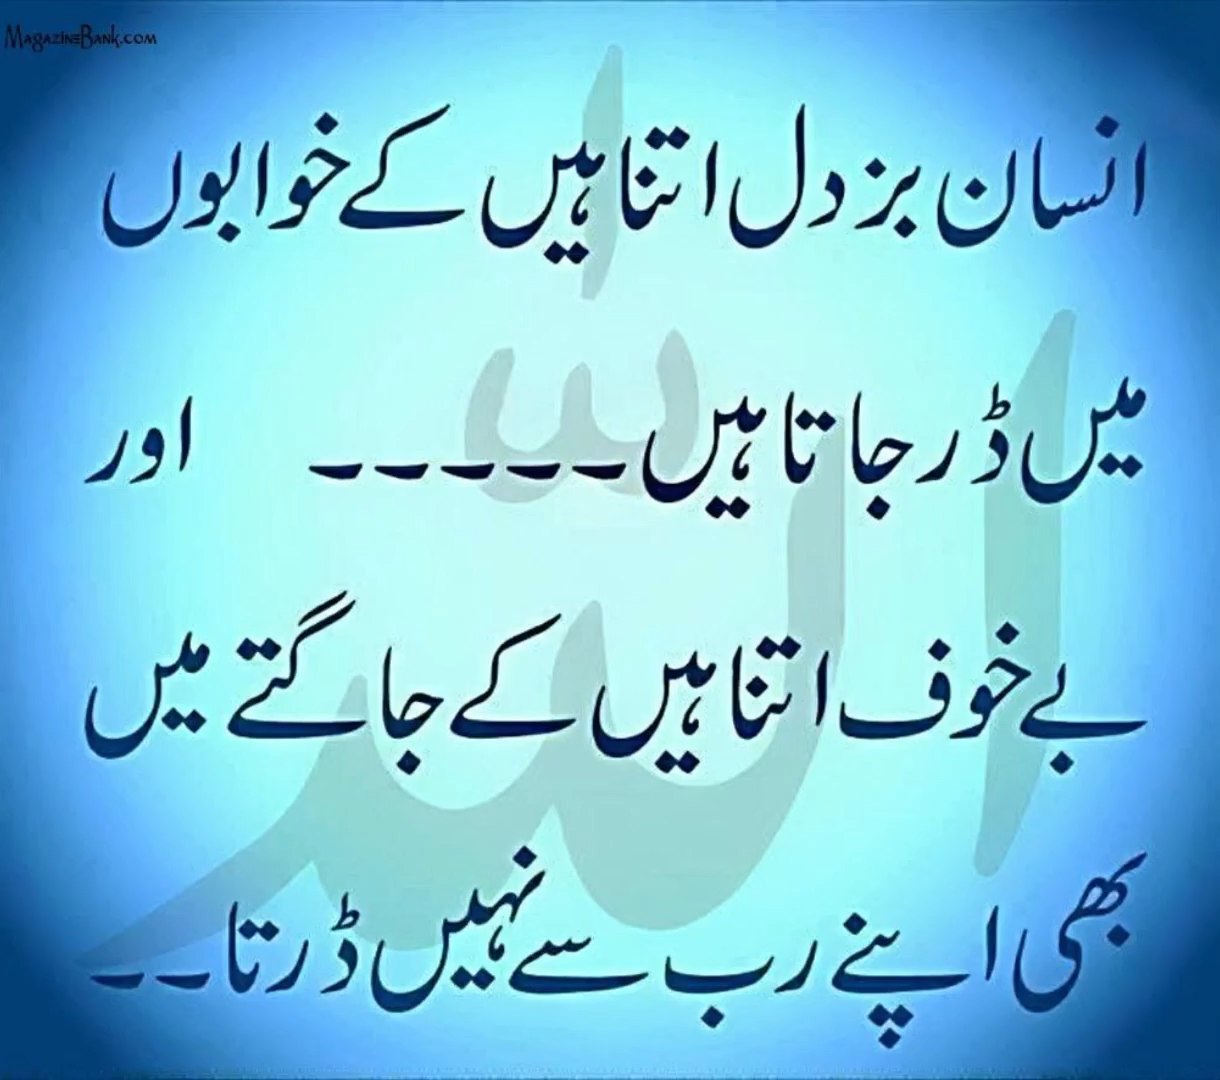 MagazineBank.com
انسان بزدل اتنا ہیں کے خوابوں
میں ڈر جاتا ہیں۔۔۔۔۔ اور
بے خوف اتنا ہیں کے جاگتے میں
بھی اپنے رب سے نہیں ڈرتا۔۔۔
الله